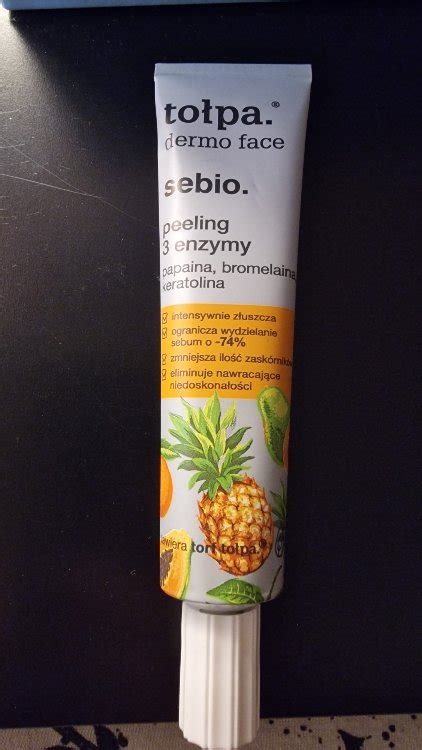 tołpa.®
dermo face
sebio.
peeling
3 enzymy
papaina, bromelaina,
keratolina
intensywnie złuszcza
ogranicza wydzielanie
sebum o -74%
zmniejsza ilość zaskórników
eliminuje nawracające
niedoskonałości
torf tołpa.®